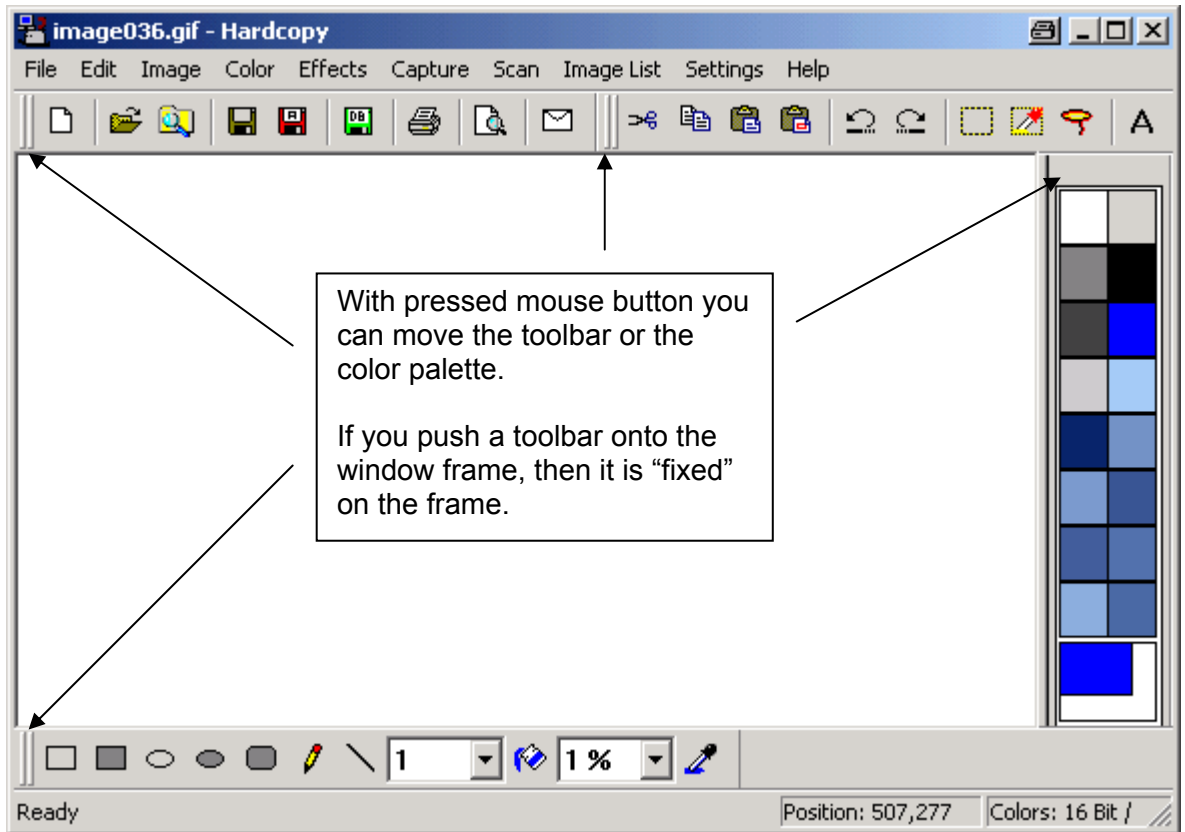 image036.gif - Hardcopy
File Edit Image Color Effects Capture Scan Image List Settings Help
DB
A
With pressed mouse button you
can move the toolbar or the
color palette.
If you push a toolbar onto the
window frame, then it is “fixed”
on the frame.
1 1 %
Ready Position: 507,277 Colors: 16 Bit /